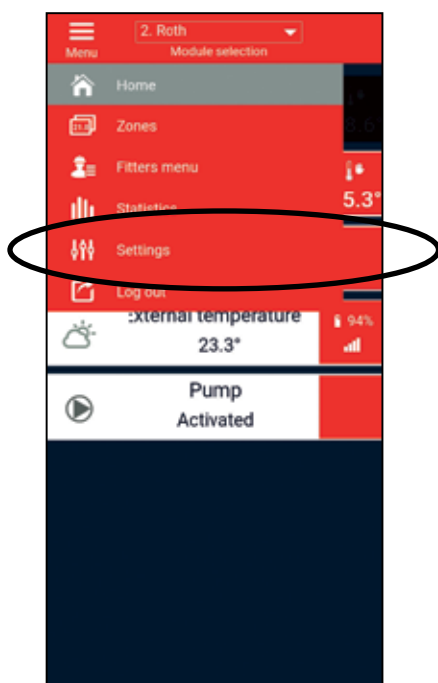 2. Roth
Menu
Module selection
Home
Zones
Fitters menu
5.3°
Statistics
Settings
Log out
:xternal temperature
94%
23.3°
Pump
Activated